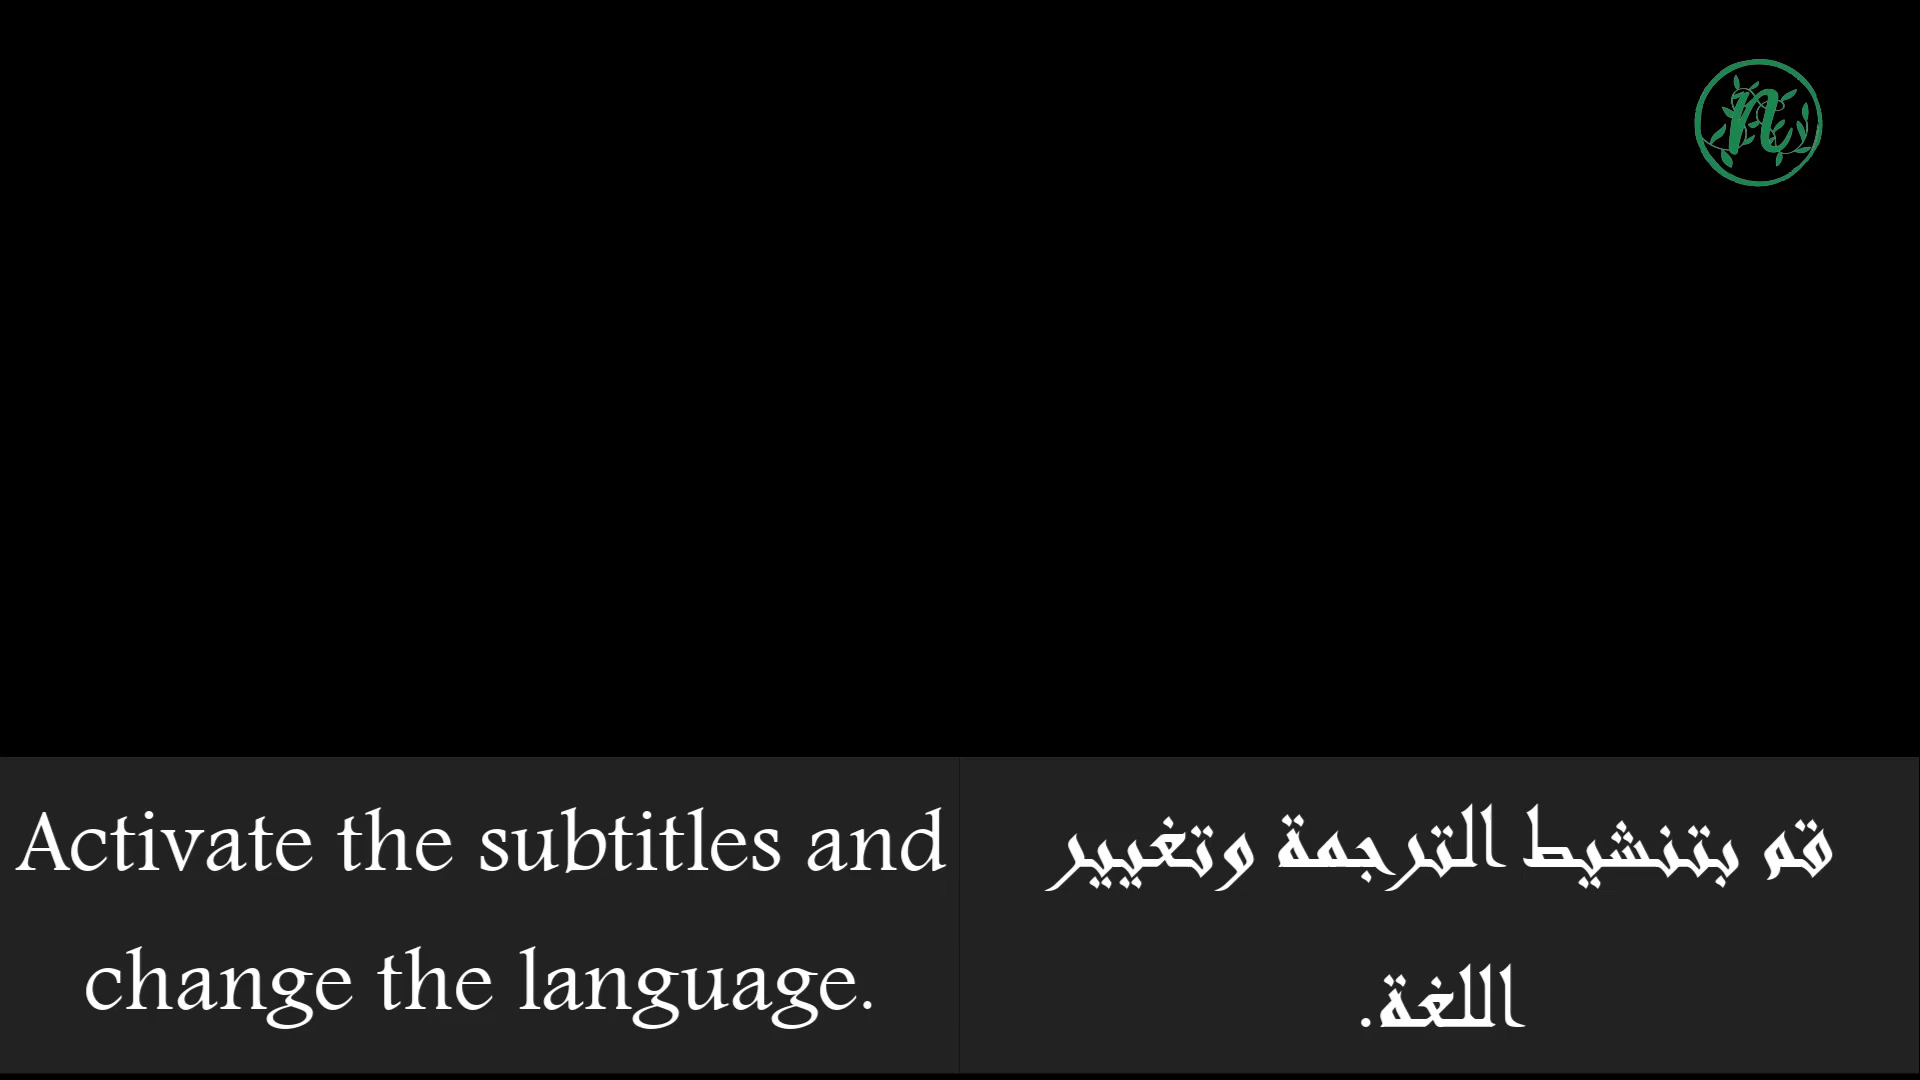 n
Activate the subtitles and
change the language.
قم بتنشيط الترجمة وتغيير
اللغة.